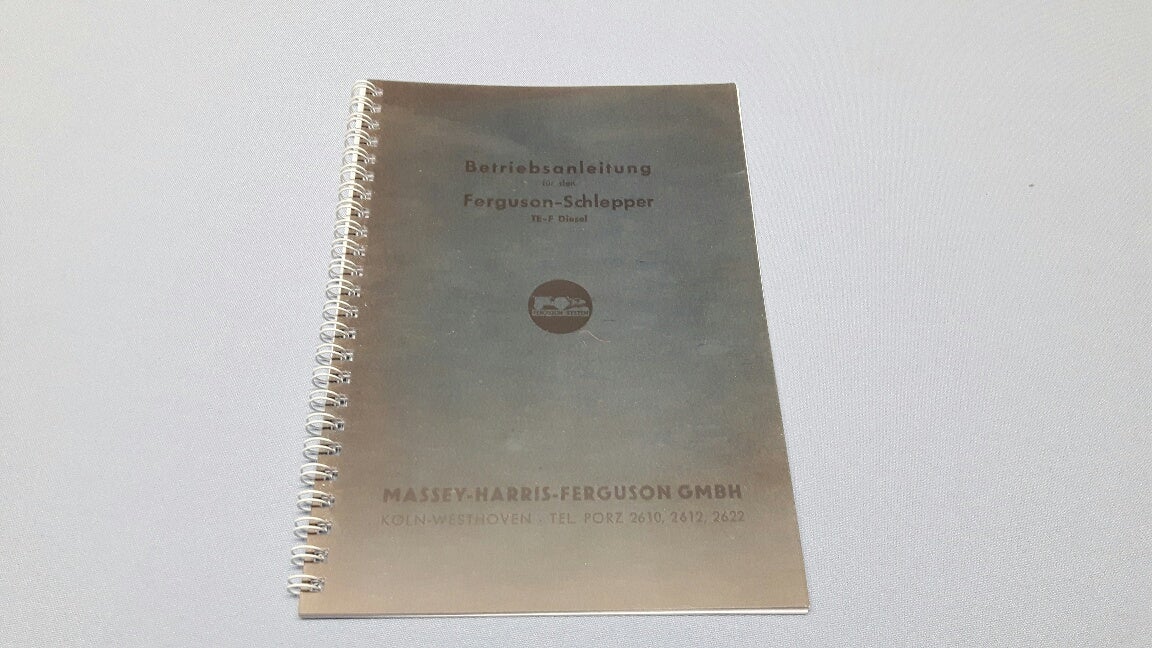 Betriebsanleitung
für den
Ferguson-Schlepper
TE-F Diesel
FERGUSON SYSTEM
MASSEY-HARRIS-FERGUSON GMBH
KÖLN-WESTHOVEN · TEL. PORZ 2610, 2612, 2622